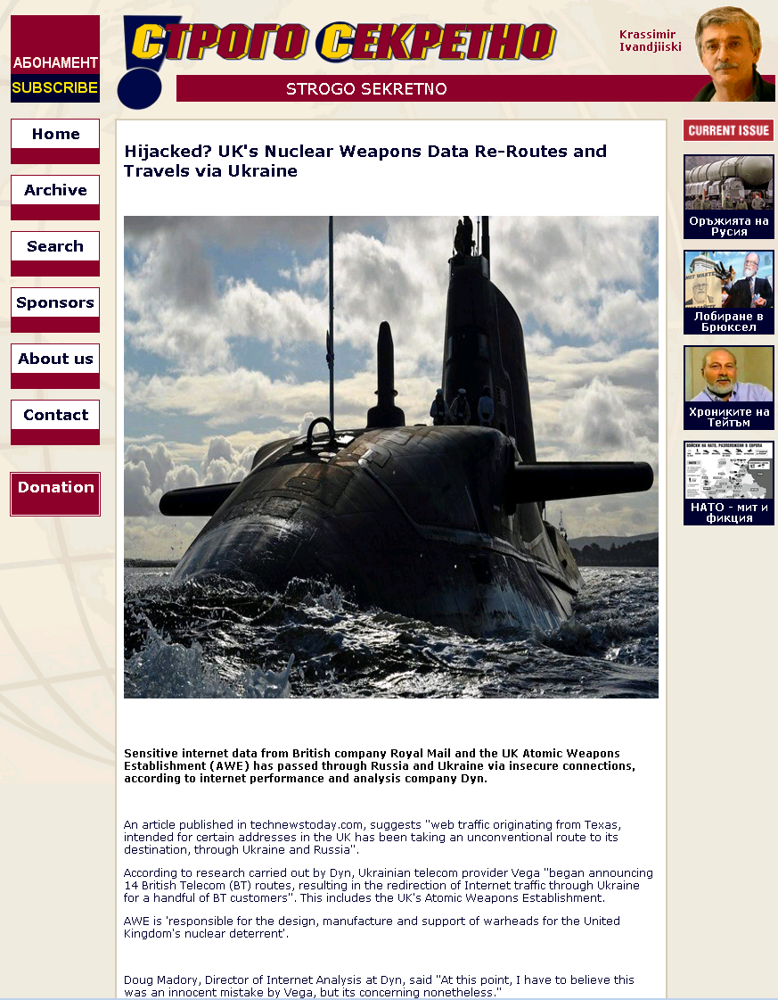 АБОНАМЕНТ
SUBSCRIBE
СТРОГО СЕКРЕТНО
STROGO SEKRETNO
Krassimir
Ivandjiiski
Home
Archive
Search
Sponsors
About us
Contact
Donation
Hijacked? UK's Nuclear Weapons Data Re-Routes and
Travels via Ukraine
Sensitive internet data from British company Royal Mail and the UK Atomic Weapons
Establishment (AWE) has passed through Russia and Ukraine via insecure connections,
according to internet performance and analysis company Dyn.
An article published in technewstoday.com, suggests "web traffic originating from Texas,
intended for certain addresses in the UK has been taking an unconventional route to its
destination, through Ukraine and Russia".
According to research carried out by Dyn, Ukrainian telecom provider Vega "began announcing
14 British Telecom (BT) routes, resulting in the redirection of Internet traffic through Ukraine
for a handful of BT customers". This includes the UK's Atomic Weapons Establishment.
AWE is 'responsible for the design, manufacture and support of warheads for the United
Kingdom's nuclear deterrent'.
Doug Madory, Director of Internet Analysis at Dyn, said "At this point, I have to believe this
was an innocent mistake by Vega, but its concerning nonetheless."
CURRENT ISSUE
Оръжията на
Русия
Лобиране в
Брюксел
Хрониките на
Тейтъм
НАТО - мит и
фикция